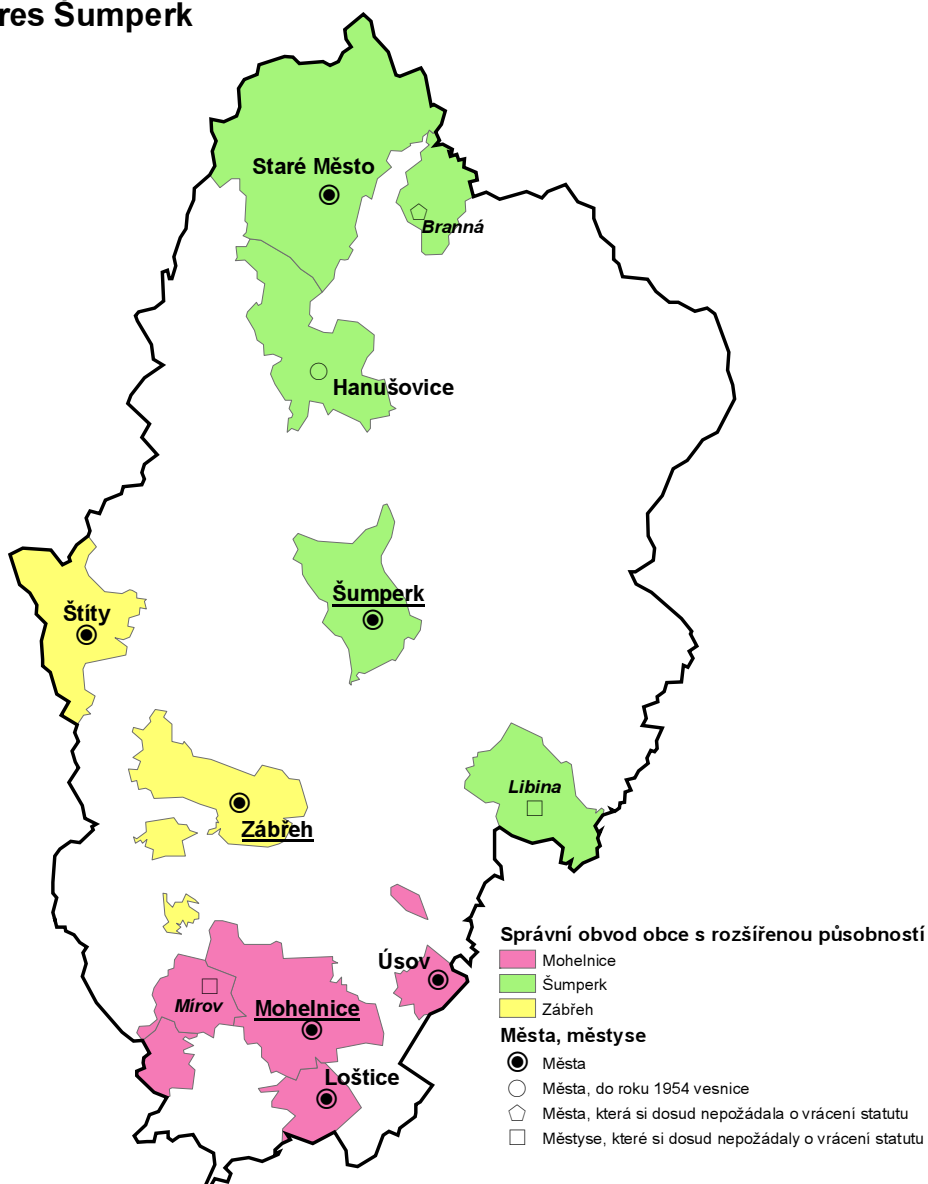 res Šumperk
Staré Město
Branná
Hanušovice
Šumperk
Štíty
Libina
Zábřeh
Úsov
Mírov
Mohelnice
Loštice
Správní obvod obce s rozšířenou působností
Mohelnice
Šumperk
Zábřeh
Města, městyse
Města
Města, do roku 1954 vesnice
Města, která si dosud nepožádala o vrácení statutu
Městyse, které si dosud nepožádaly o vrácení statutu